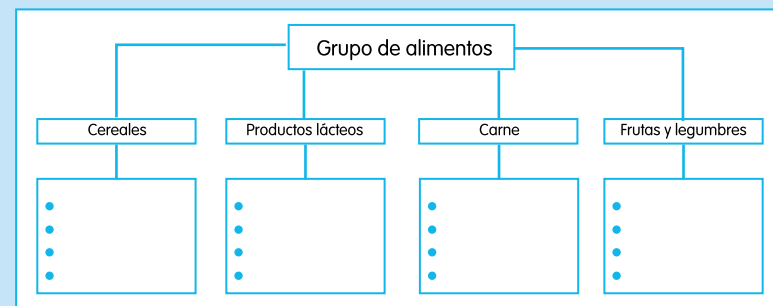 Grupo de alimentos
Cereales
Productos lácteos
Carne
Frutas y legumbres